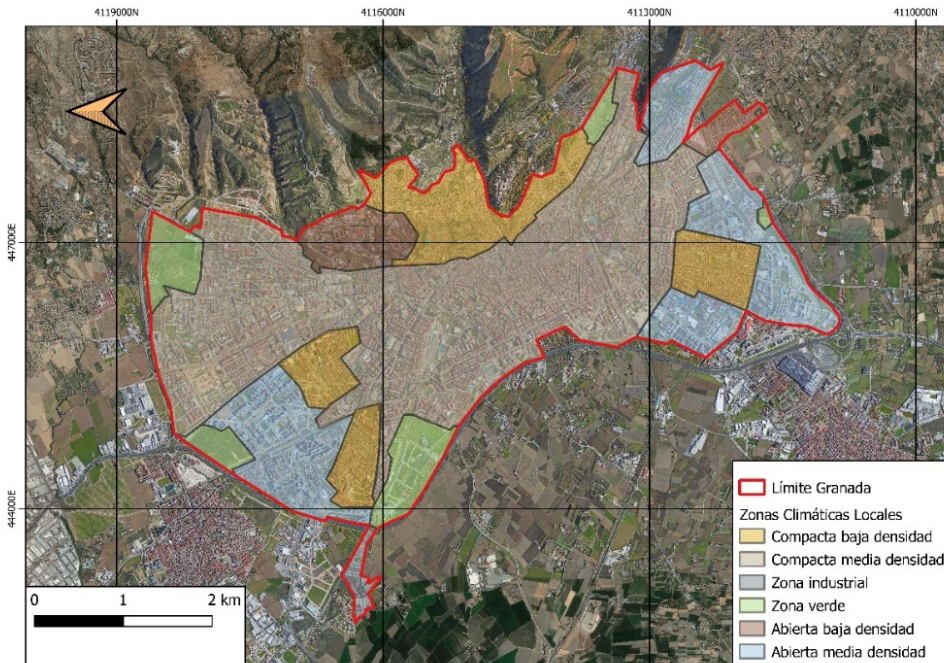 4119000N 4116000N 4113000N 4110000N
447000E
444000E
Límite Granada
Zonas Climáticas Locales
Compacta baja densidad
Compacta media densidad
Zona industrial
Zona verde
Abierta baja densidad
Abierta media densidad
0 1 2 km